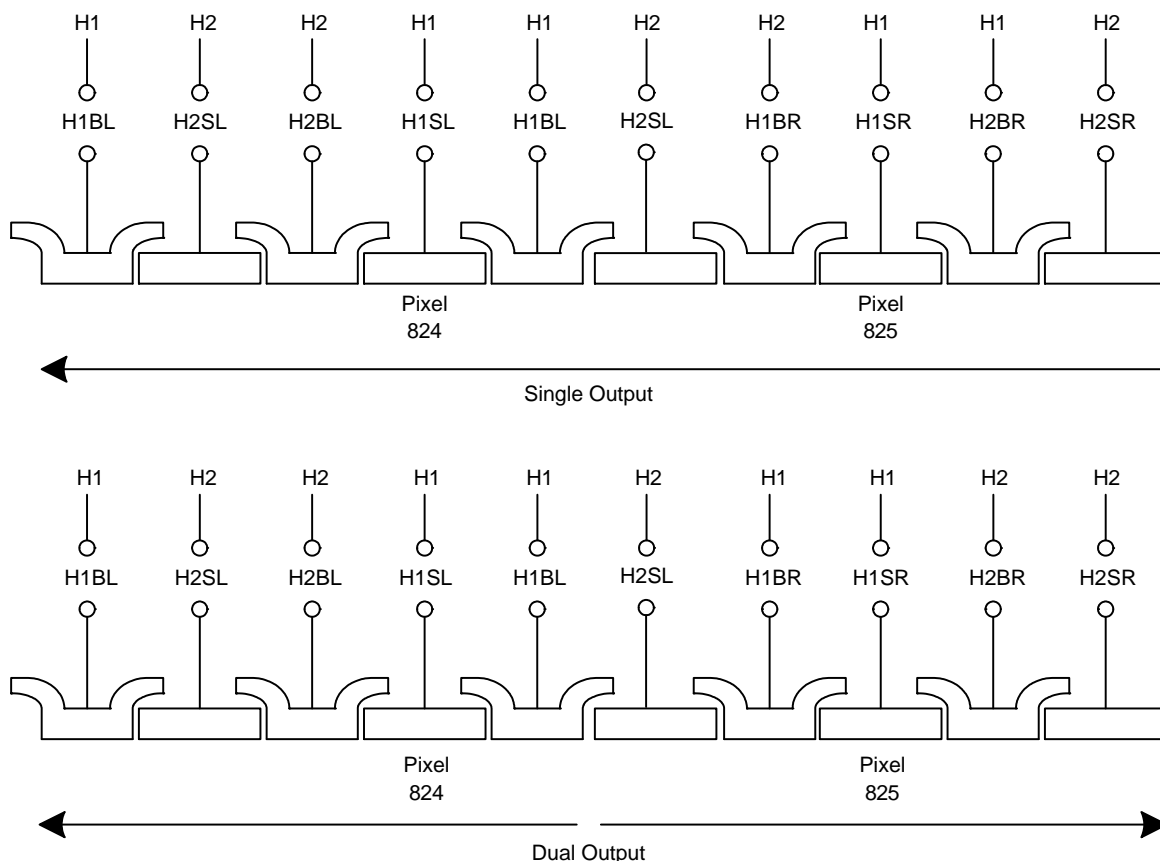 H1 H2 H2 H1 H1 H2 H1 H1 H1 H2
H1BL H2SL H2BL H1SL H1BL H2SL H1BR H1SR H2BR H2SR
Pixel Pixel
824 825
Single Output
H1 H2 H2 H1 H1 H2 H1 H1 H2 H2
H1BL H2SL H2BL H1SL H1BL H2SL H1BR H1SR H2BR H2SR
Pixel Pixel
824 825
Dual Output